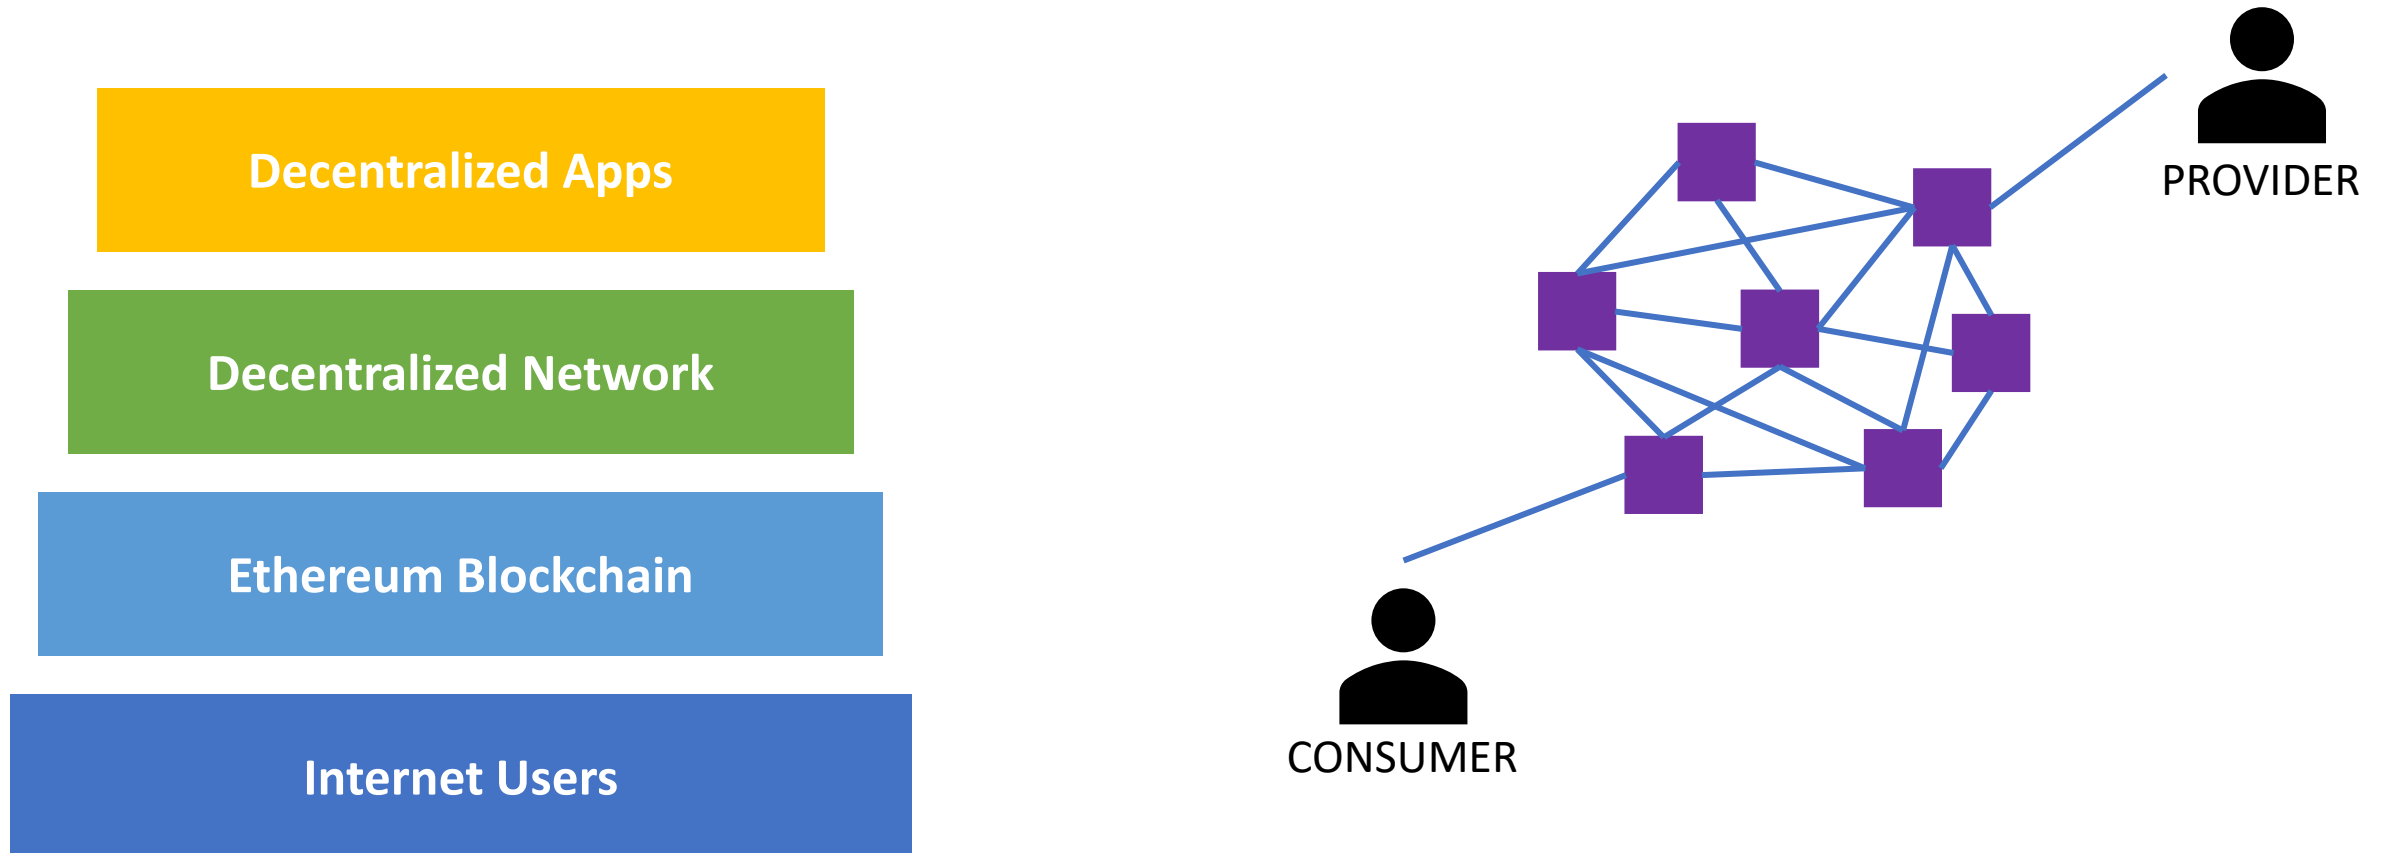 Decentralized Apps
Decentralized Network
Ethereum Blockchain
Internet Users
PROVIDER
CONSUMER